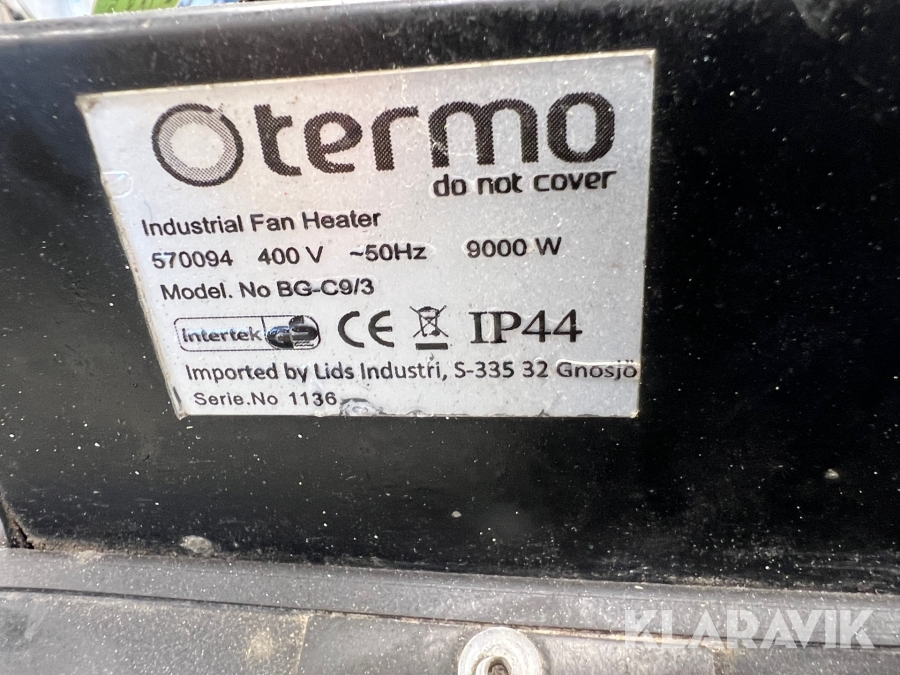 termo
do not cover
Industrial Fan Heater
570094 400 V ~50Hz 9000 W
Model. No BG-C9/3
Intertek GS CE IP44
Imported by Lids Industri, S-335 32 Gnosjö
Serie.No 1136
KLARAVIK